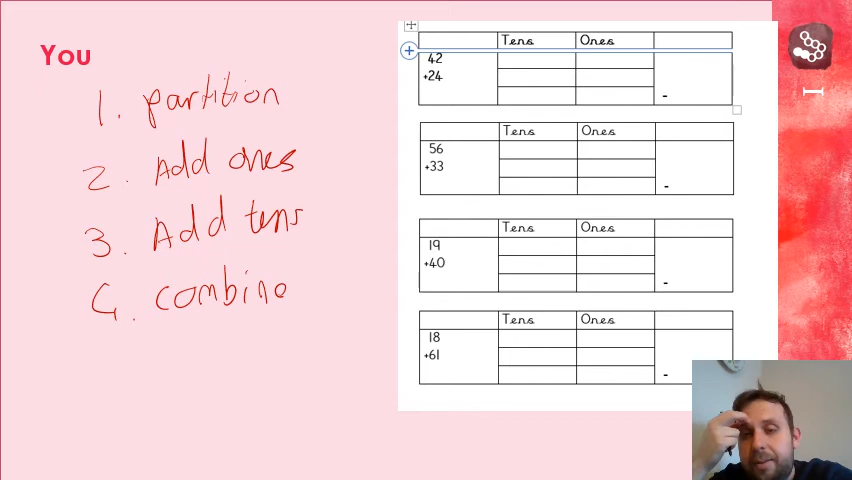 You
1. partition
2. Add ones
3. Add tens
4. combine
Tens Ones
42
+24
-
Tens Ones
56
+33
-
Tens Ones
19
+40
-
Tens Ones
18
+61
-